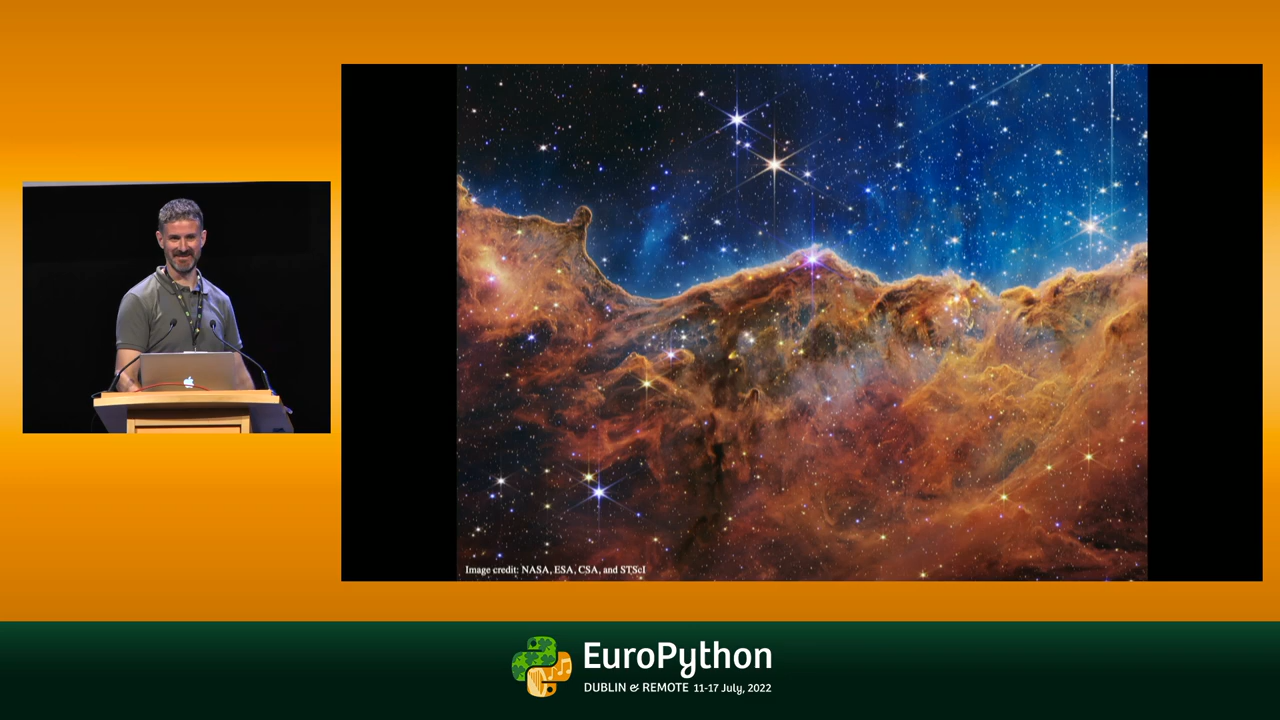 Image credit: NASA, ESA, CSA, and STScI
EuroPython
DUBLIN & REMOTE 11-17 July, 2022